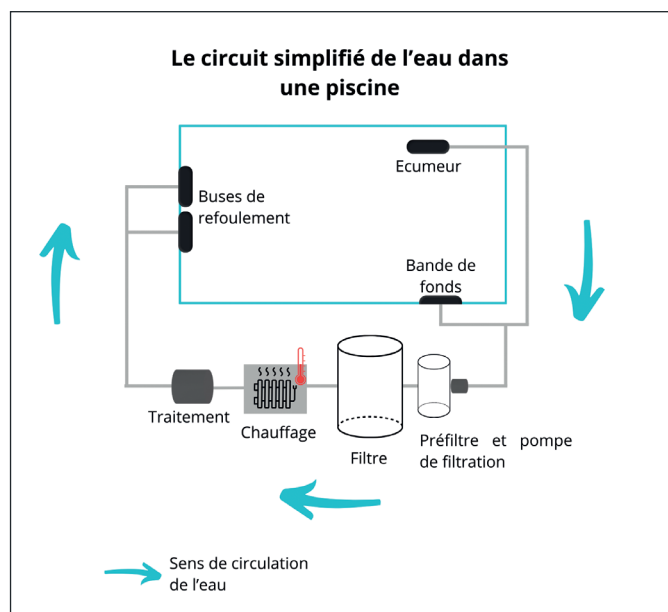 Le circuit simplifié de l’eau dans
une piscine
Ecumeur
Buses de
refoulement
Bande de
fonds
Traitement
Chauffage
Filtre
Préfiltre et pompe
de filtration
Sens de circulation
de l’eau